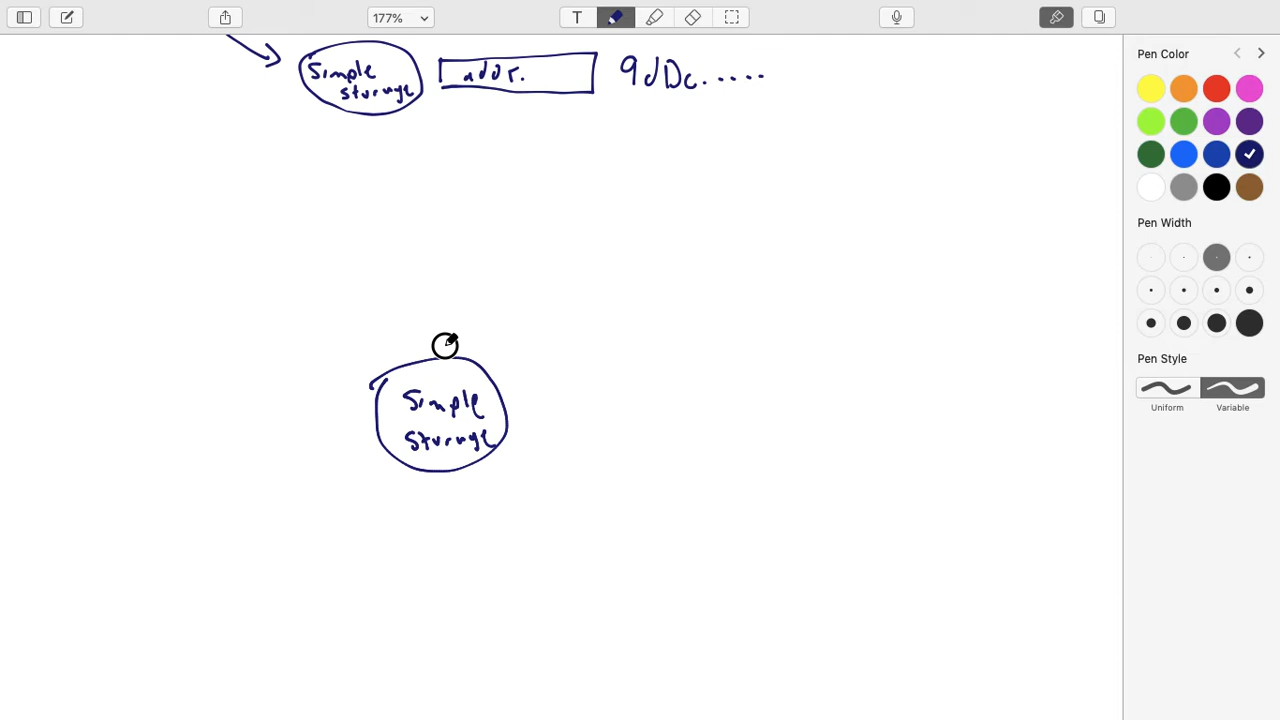 177%
T
Simple
storage
addr.
9dDc.....
Simple
storage
Pen Color
Pen Width
Pen Style
Uniform
Variable